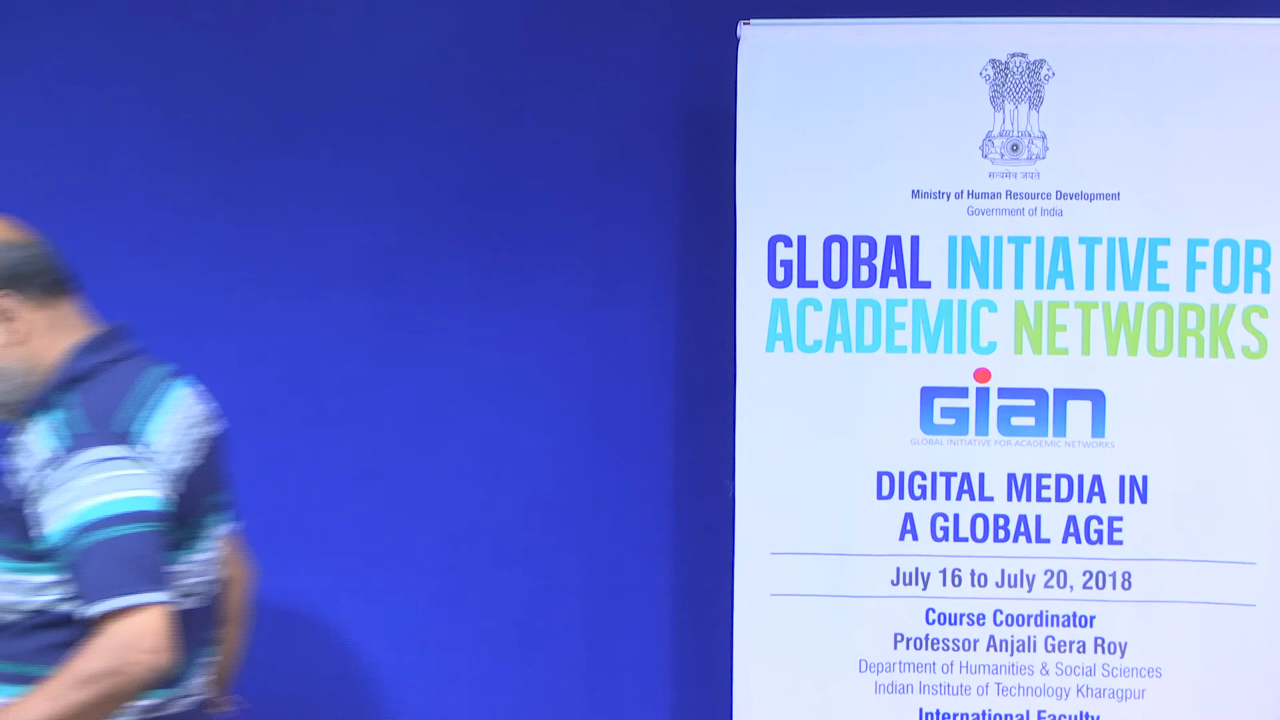 सत्यमेव जयते
Ministry of Human Resource Development
Government of India
GLOBAL INITIATIVE FOR
ACADEMIC NETWORKS
GIAN
GLOBAL INITIATIVE FOR ACADEMIC NETWORKS
DIGITAL MEDIA IN
A GLOBAL AGE
July 16 to July 20, 2018
Course Coordinator
Professor Anjali Gera Roy
Department of Humanities & Social Sciences
Indian Institute of Technology Kharagpur
International Faculty